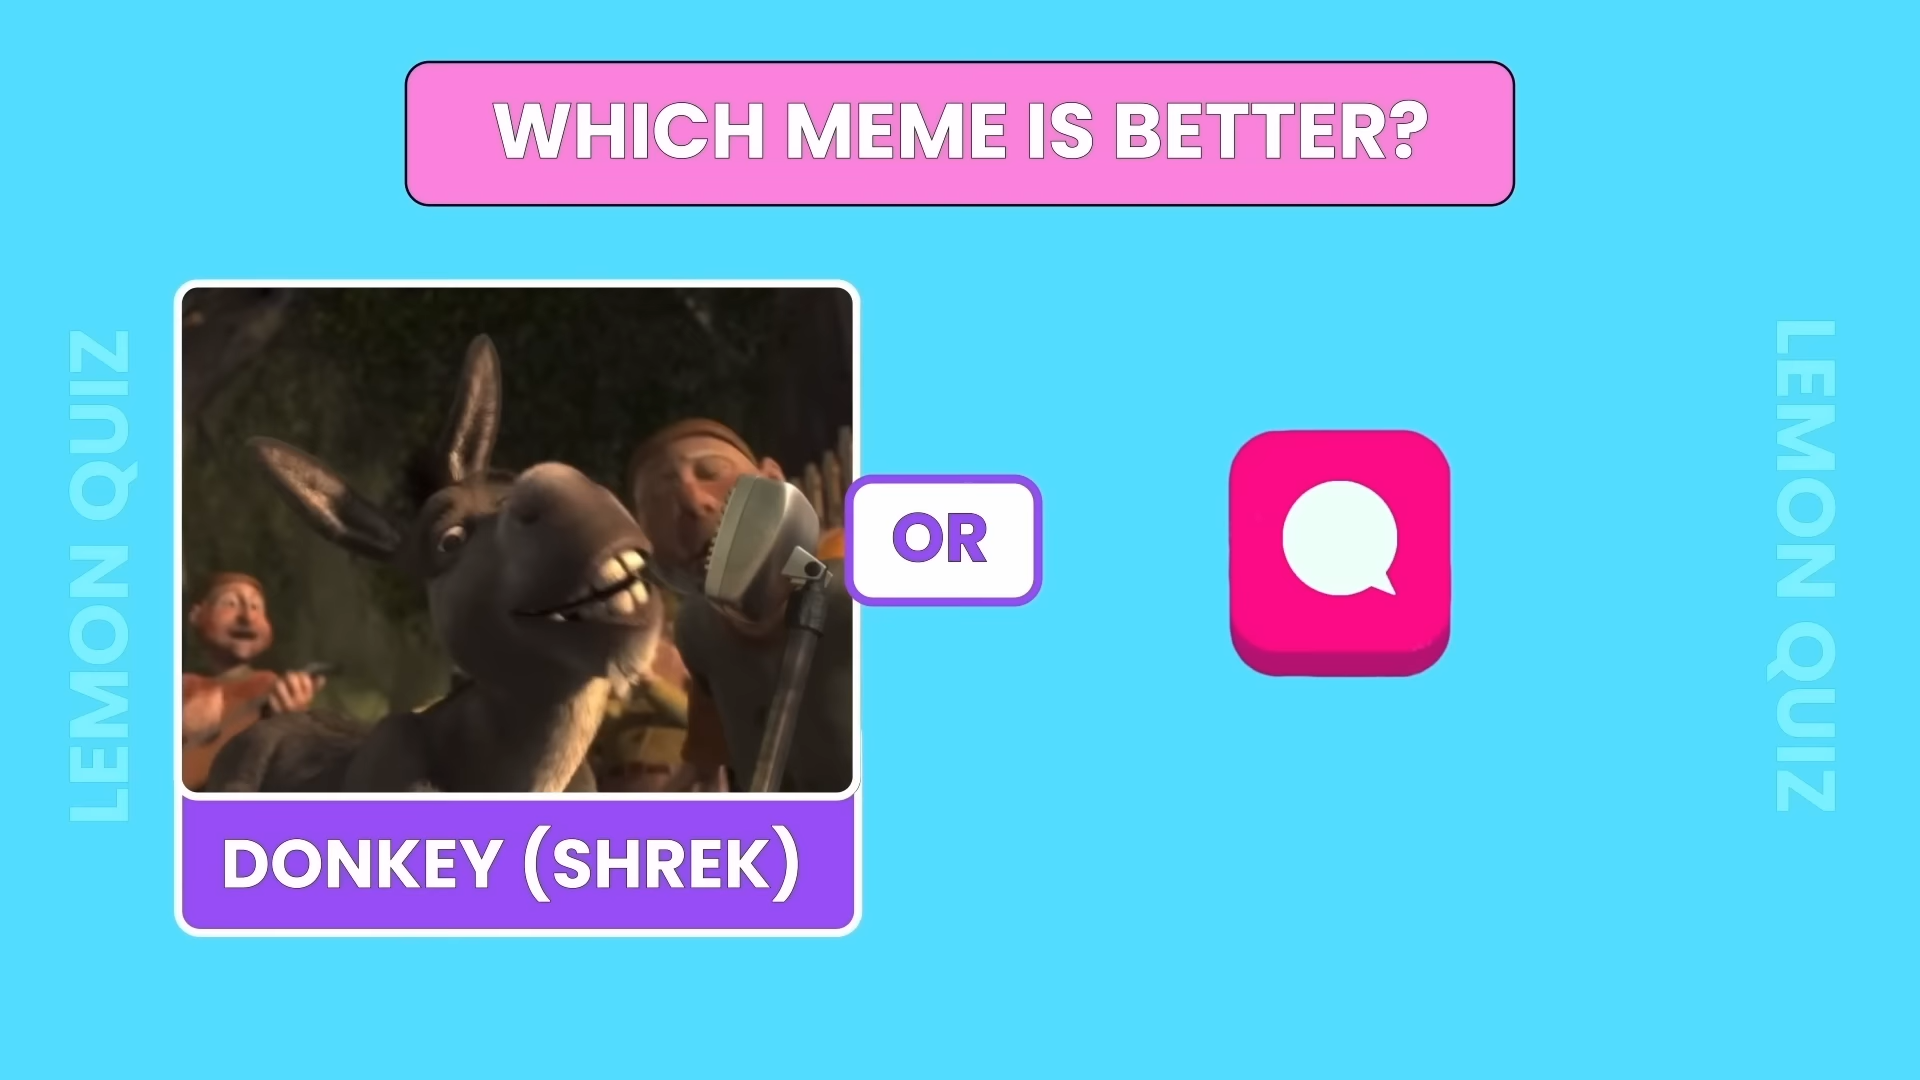 WHICH MEME IS BETTER?
LEMON QUIZ
OR
LEMON QUIZ
DONKEY (SHREK)